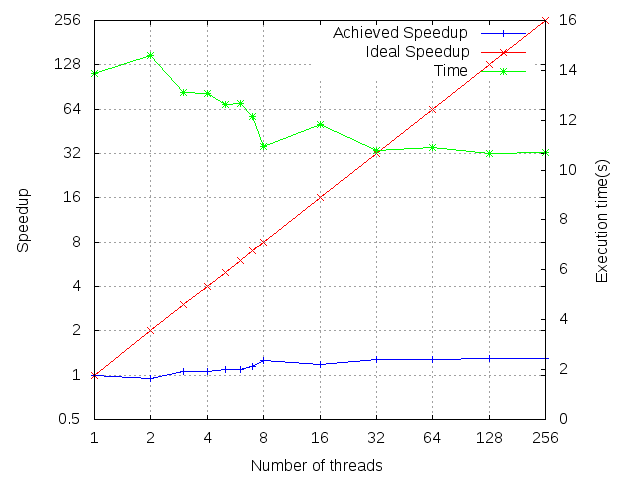 256
128
64
32
16
8
4
2
1
0.5
Speedup
Achieved Speedup
Ideal Speedup
Time
16
14
12
10
8
6
4
2
0
Execution time(s)
1 2 4 8 16 32 64 128 256
Number of threads